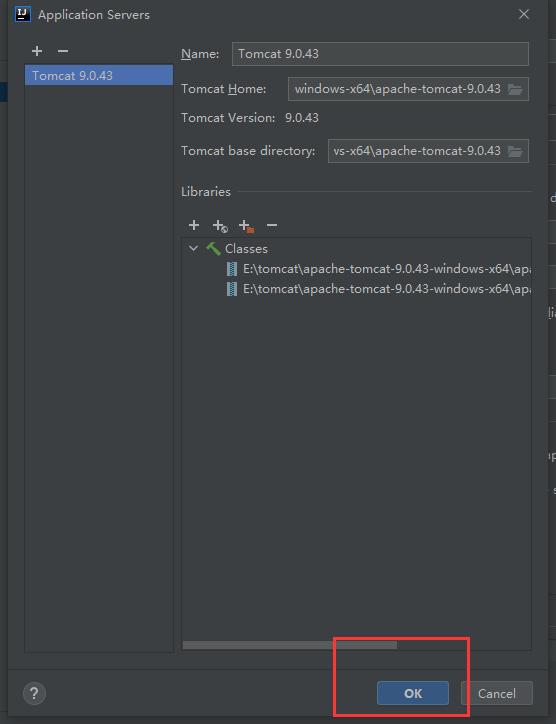 Application Servers
Tomcat 9.0.43
Name: Tomcat 9.0.43
Tomcat Home: windows-x64\apache-tomcat-9.0.43
Tomcat Version: 9.0.43
Tomcat base directory: vs-x64\apache-tomcat-9.0.43
Libraries
Classes
E:\tomcat\apache-tomcat-9.0.43-windows-x64\apa
E:\tomcat\apache-tomcat-9.0.43-windows-x64\apa
?
OK
Cancel